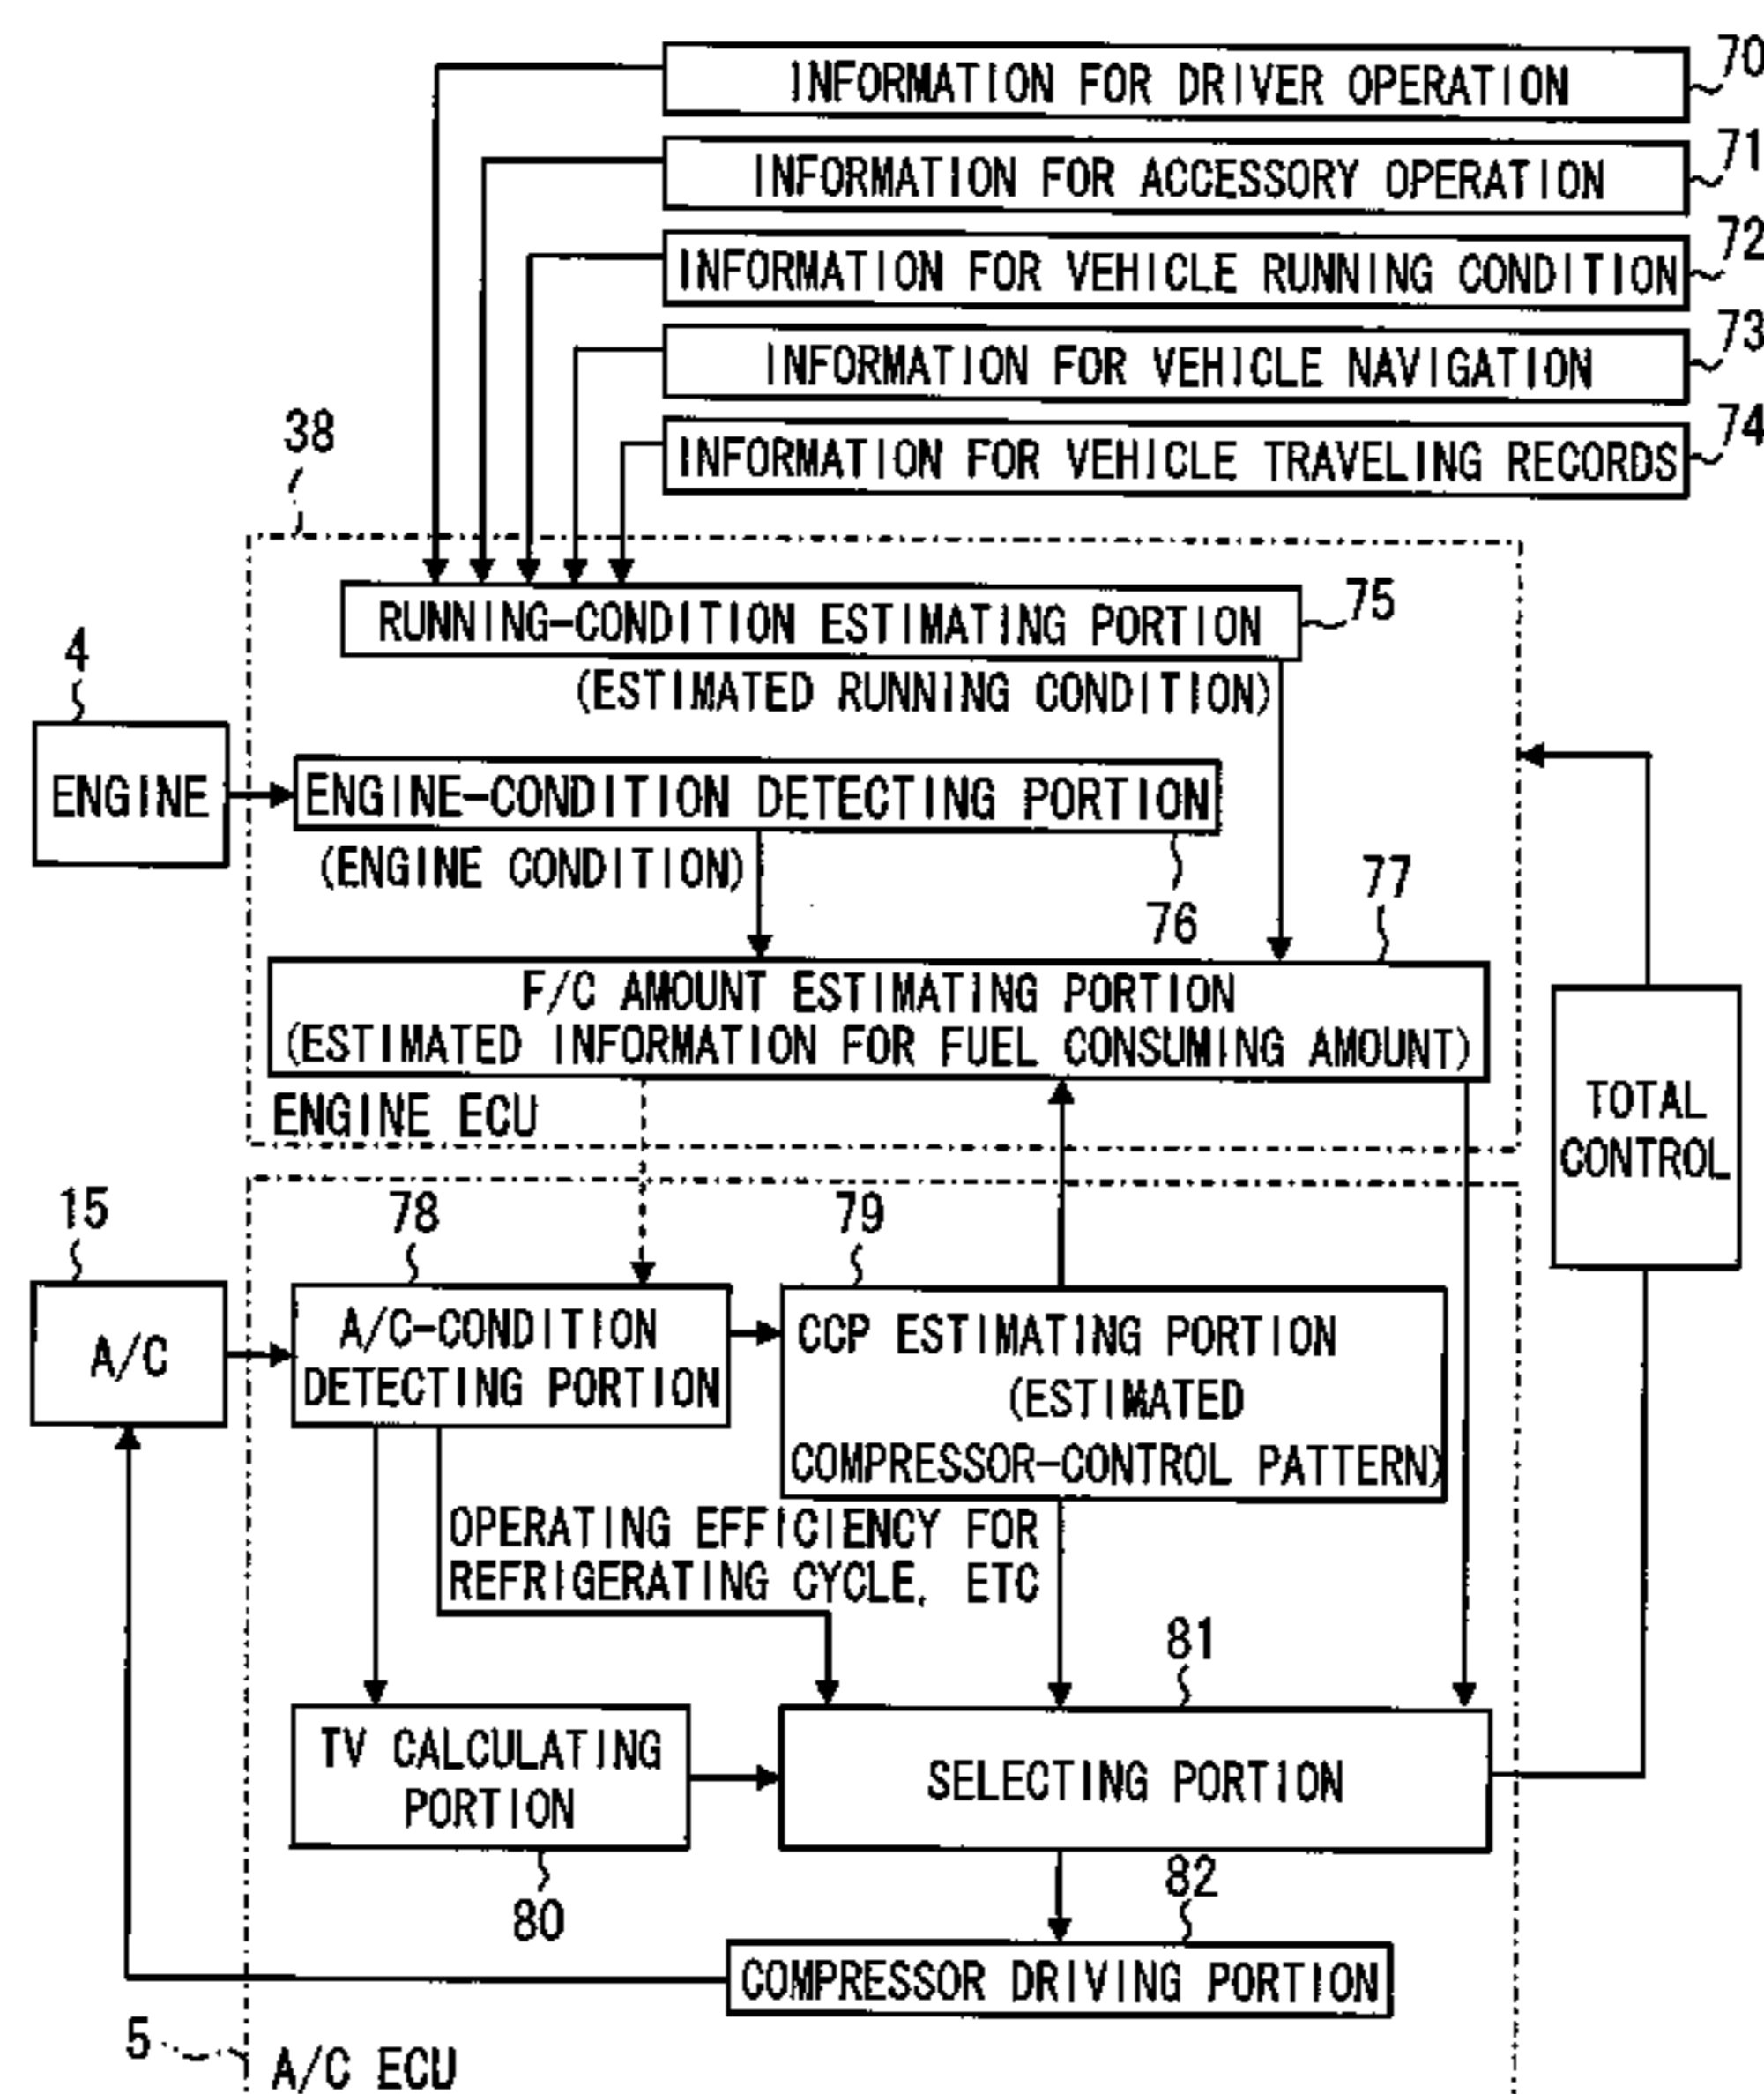 INFORMATION FOR DRIVER OPERATION
70
INFORMATION FOR ACCESSORY OPERATION
71
INFORMATION FOR VEHICLE RUNNING CONDITION
72
INFORMATION FOR VEHICLE NAVIGATION
73
INFORMATION FOR VEHICLE TRAVELING RECORDS
74
38
RUNNING-CONDITION ESTIMATING PORTION
75
(ESTIMATED RUNNING CONDITION)
4
ENGINE
ENGINE-CONDITION DETECTING PORTION
(ENGINE CONDITION)
76
77
F/C AMOUNT ESTIMATING PORTION
(ESTIMATED INFORMATION FOR FUEL CONSUMING AMOUNT)
ENGINE ECU
TOTAL
CONTROL
15
A/C
78
A/C-CONDITION
DETECTING PORTION
79
CCP ESTIMATING PORTION
(ESTIMATED
COMPRESSOR-CONTROL PATTERN)
OPERATING EFFICIENCY FOR
REFRIGERATING CYCLE, ETC
81
TV CALCULATING
PORTION
80
SELECTING PORTION
82
COMPRESSOR DRIVING PORTION
5
A/C ECU